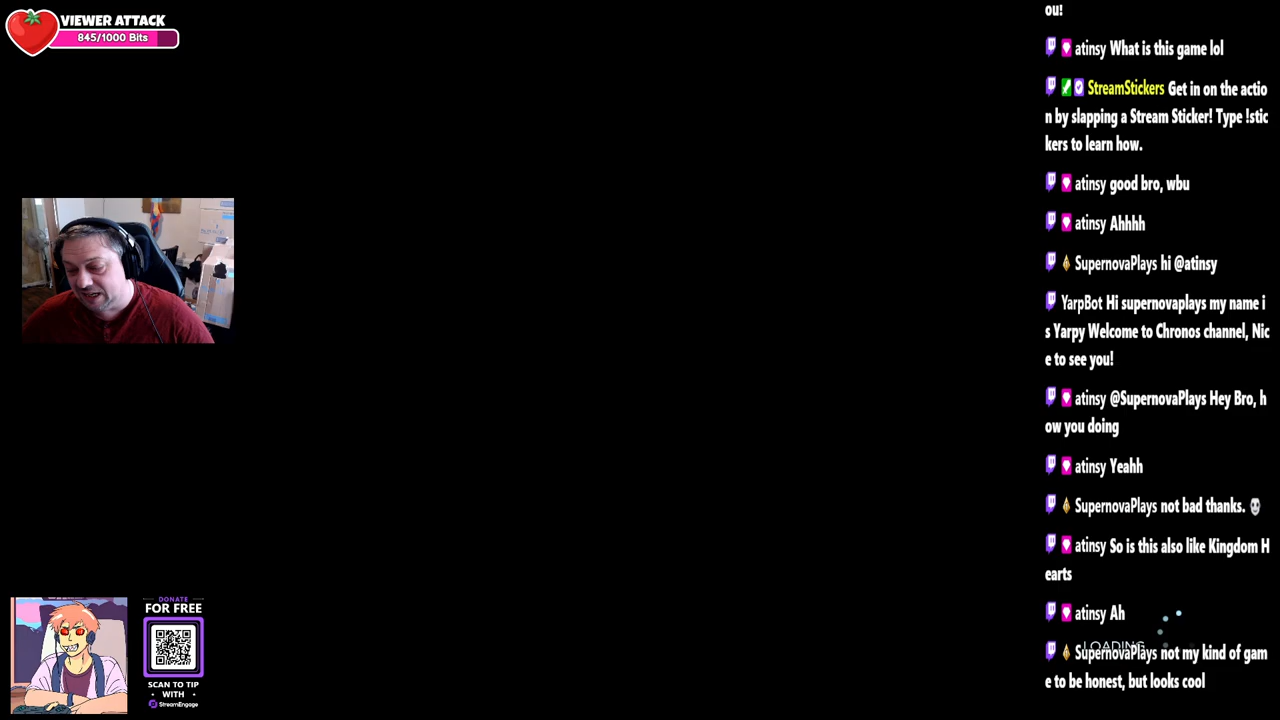 VIEWER ATTACK
845/1000 Bits
ou!
atinsy What is this game lol
StreamStickers Get in on the actio
n by slapping a Stream Sticker! Type !stic
kers to learn how.
atinsy good bro, wbu
atinsy Ahhhh
SupernovaPlays hi @atinsy
YarpBot Hi supernovaplays my name i
s Yarpy Welcome to Chronos channel, Nic
e to see you!
atinsy @SupernovaPlays Hey Bro, h
ow you doing
atinsy Yeahh
SupernovaPlays not bad thanks.
atinsy So is this also like Kingdom H
earts
atinsy Ah
LOADING
SupernovaPlays not my kind of gam
e to be honest, but looks cool
DONATE
FOR FREE
SCAN TO TIP
• WITH •
StreamEngage